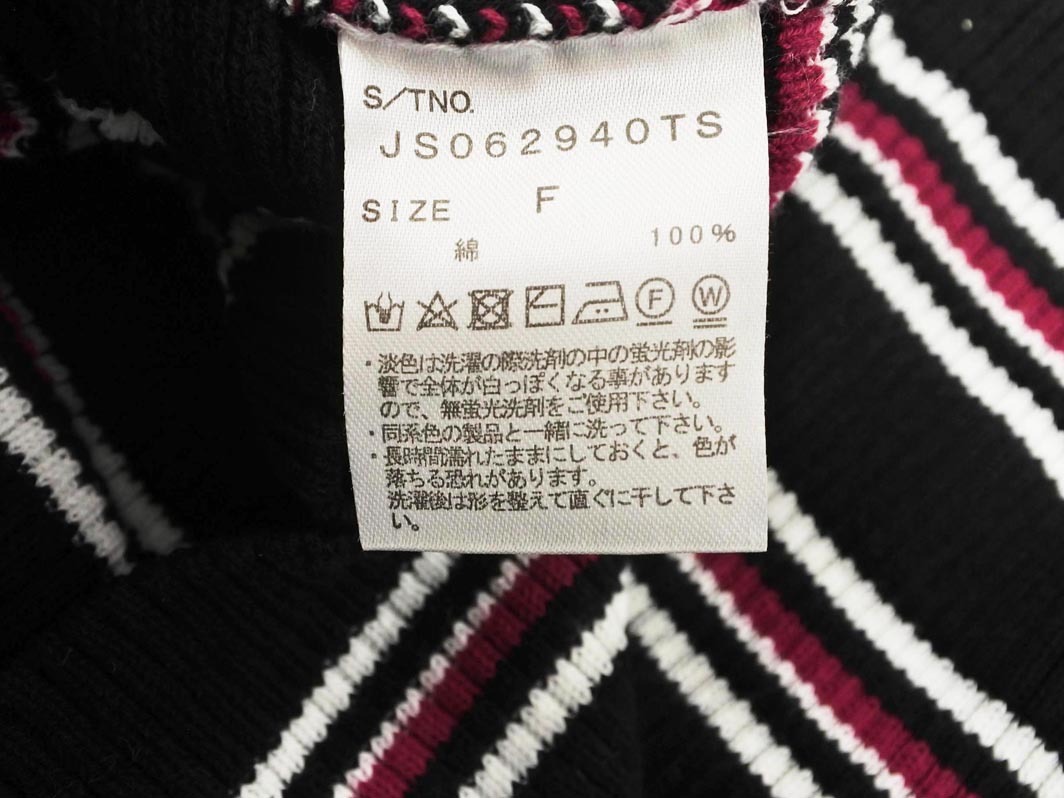 S/TNO.
JS062940TS
SIZE F
綿 100%
F W
・淡色は洗濯の際洗剤の中の蛍光剤の影
響で全体が白っぽくなる事があります
ので、無蛍光洗剤をご使用下さい。
・同系色の製品と一緒に洗って下さい。
・長時間濡れたままにしておくと、色が
落ちる恐れがあります。
洗濯後は形を整えて直ぐに干して下さ
い。